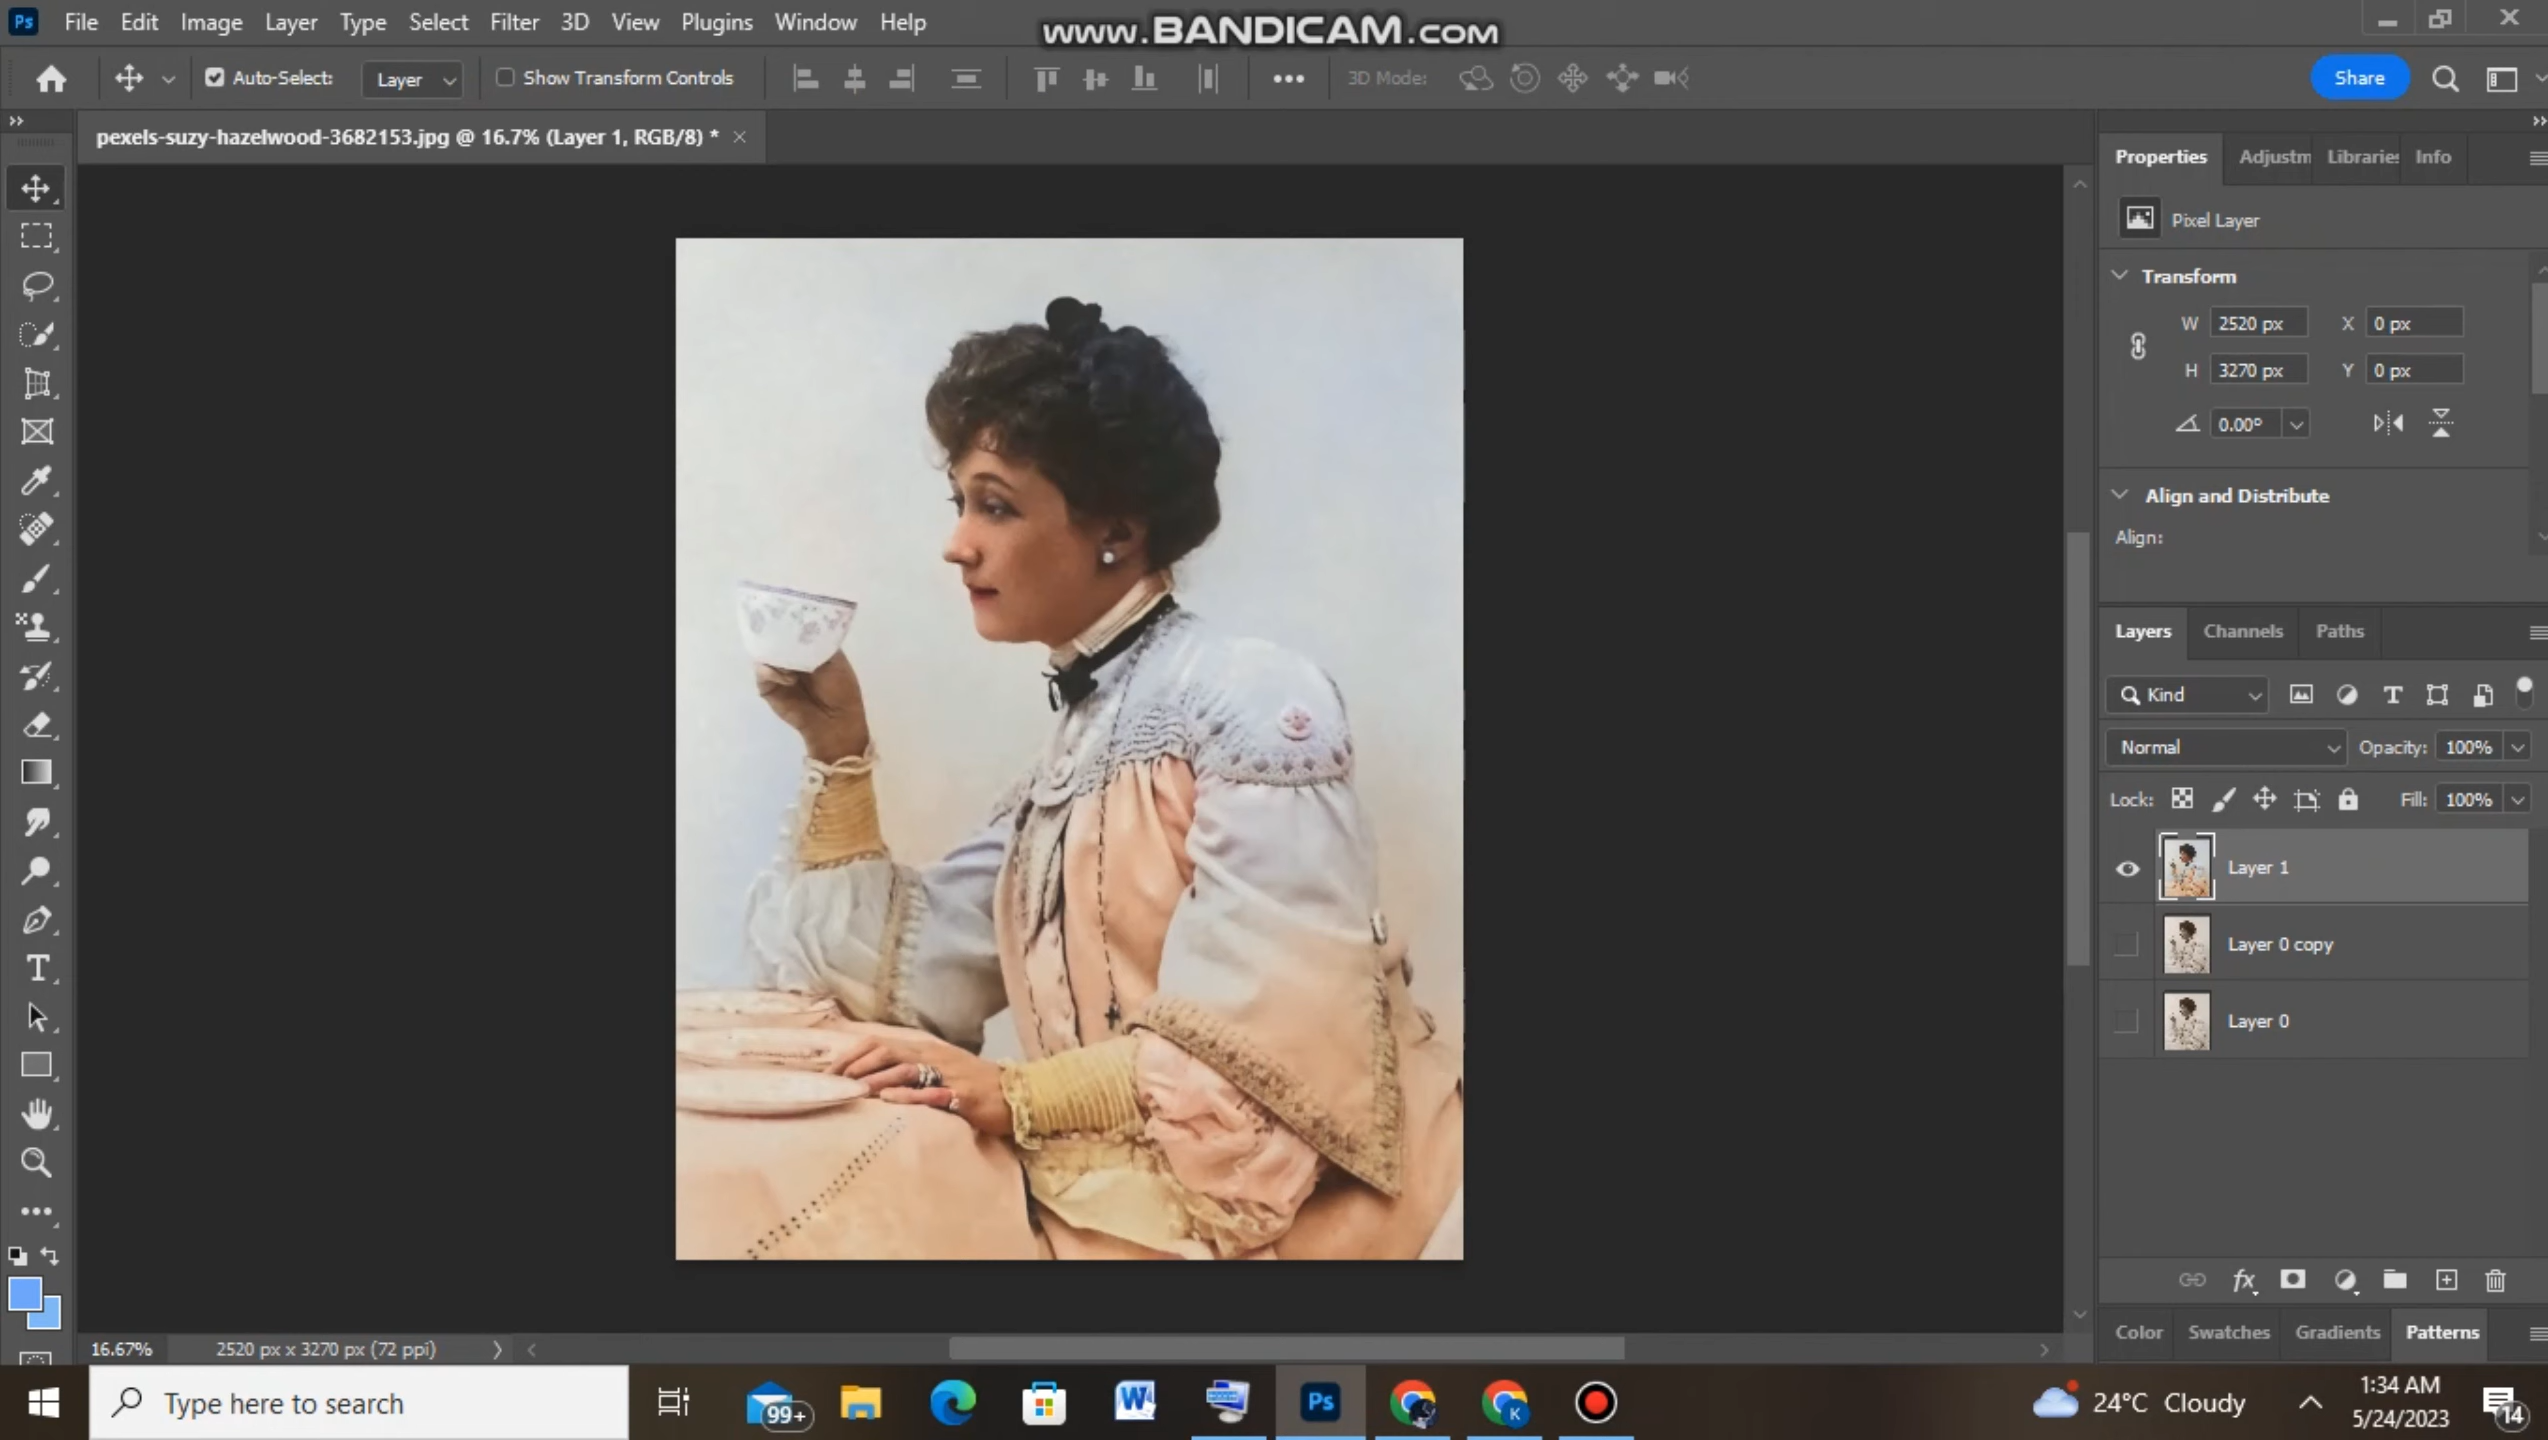 Ps File Edit Image Layer Type Select Filter 3D View Plugins Window Help
www.BANDICAM.com
Auto-Select: Layer Show Transform Controls 3D Mode: Share
pexels-suzy-hazelwood-3682153.jpg @ 16.7% (Layer 1, RGB/8) *
Properties Adjustm Libraries Info
Pixel Layer
Transform
W 2520 px X 0 px
H 3270 px Y 0 px
0.00°
Align and Distribute
Align:
Layers Channels Paths
Kind
Normal Opacity: 100%
Lock: Fill: 100%
Layer 1
Layer 0 copy
Layer 0
fx
Color Swatches Gradients Patterns
16.67% 2520 px x 3270 px (72 ppi)
Type here to search
99+
W
Ps
K
24°C Cloudy
1:34 AM
5/24/2023
14